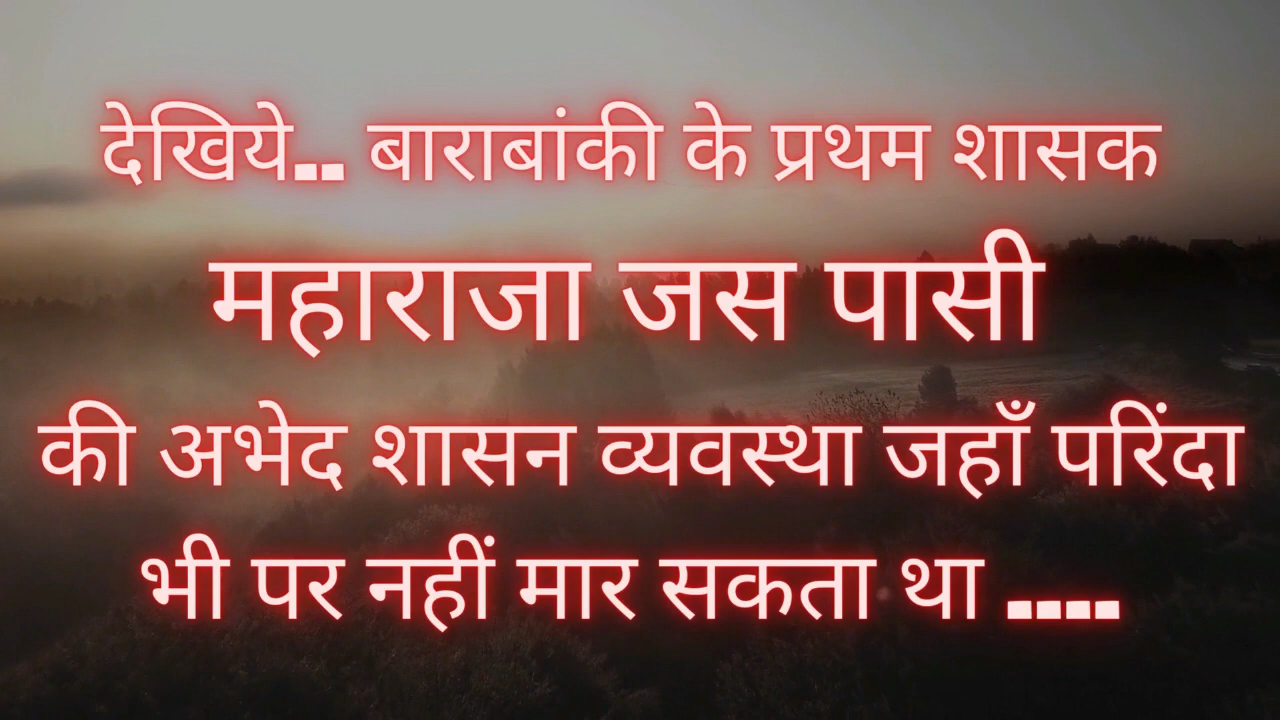 देखिये.. बाराबांकी के प्रथम शासक
महाराजा जस पासी
की अभेद शासन व्यवस्था जहाँ परिंदा
भी पर नहीं मार सकता था ....